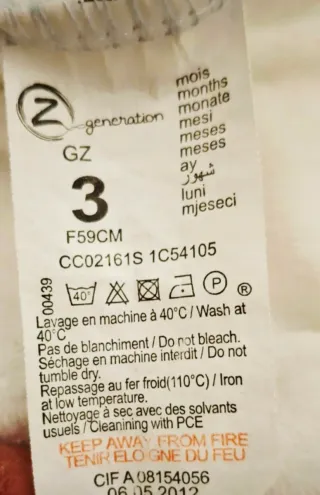 Z generation
mois
months
monate
mesi
meses
meses
ay
شهور
luni
mjeseci
GZ
3
F59CM
CC02161S 1C54105
00439
40° P ®
Lavage en machine à 40°C / Wash at
40°C
Pas de blanchiment / Do not bleach.
Séchage en machine interdit / Do not
tumble dry.
Repassage au fer froid(110°C) / Iron
at low temperature.
Nettoyage à sec avec des solvants
usuels / Cleanining with PCE
KEEP AWAY FROM FIRE
TENIR ELOIGNE DU FEU
CIF A 08154056
06.05.2012